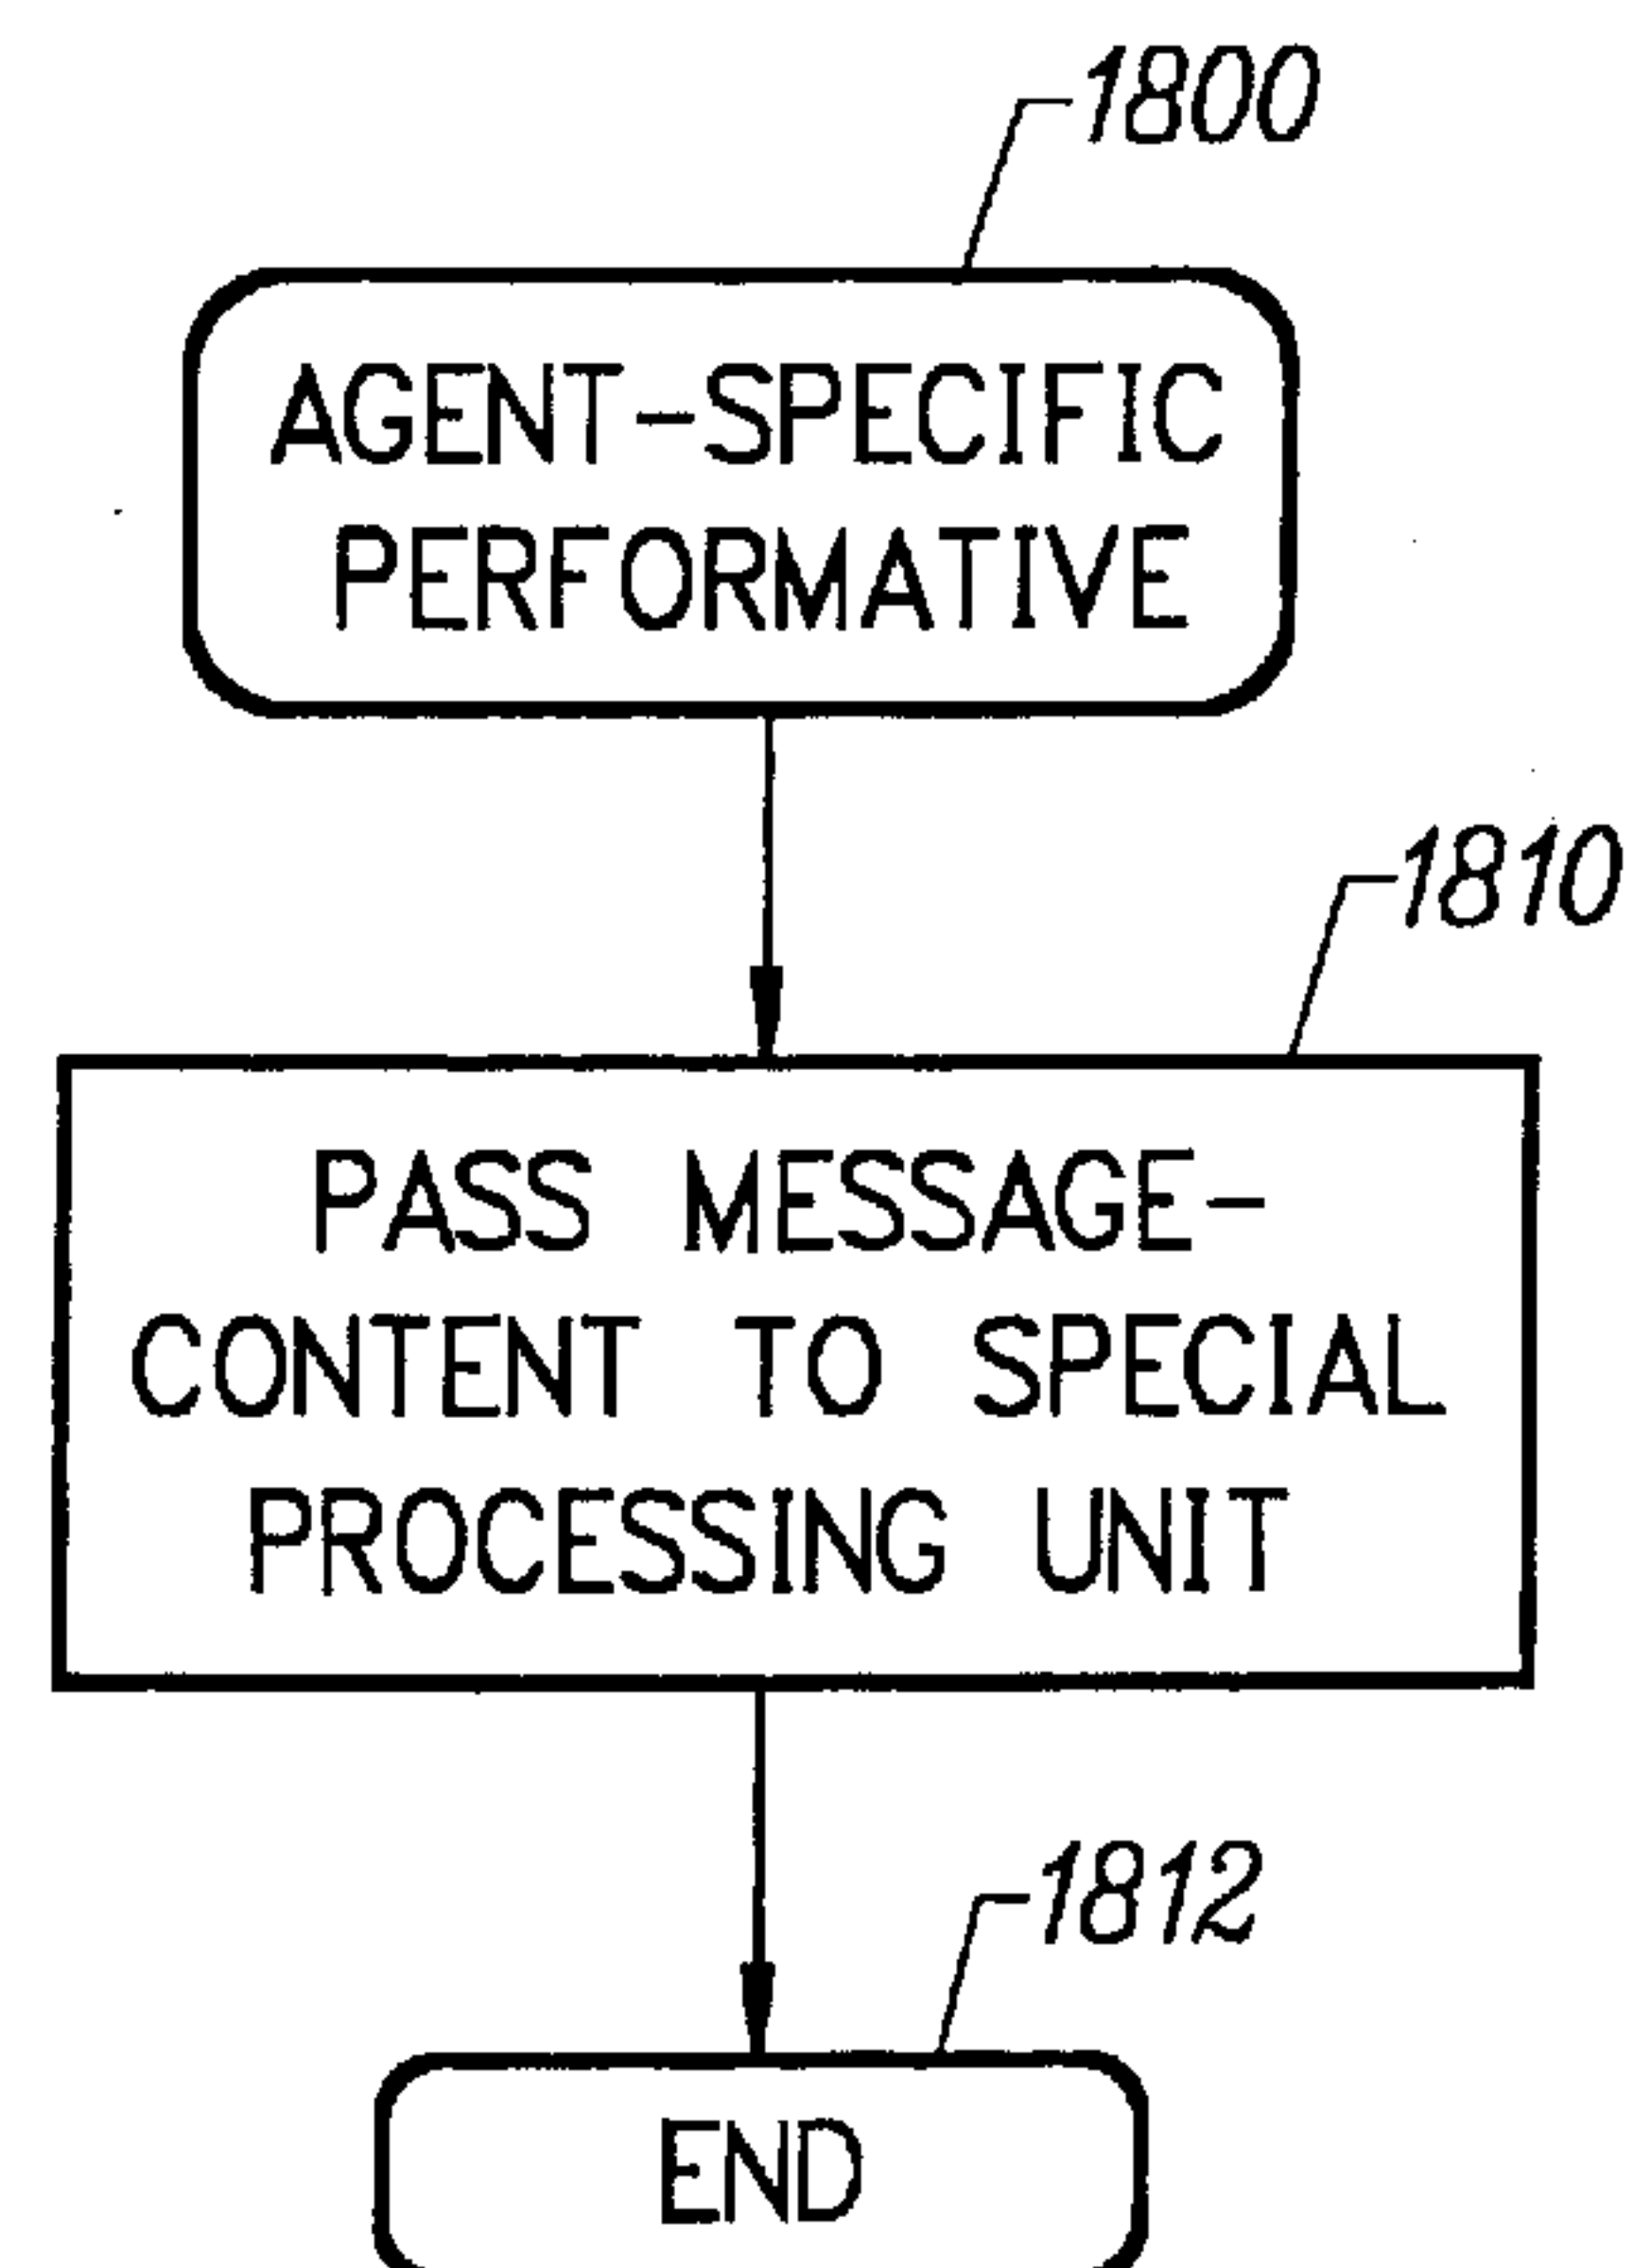 1800
AGENT-SPECIFIC
PERFORMATIVE
1810
PASS MESSAGE-
CONTENT TO SPECIAL
PROCESSING UNIT
1812
END